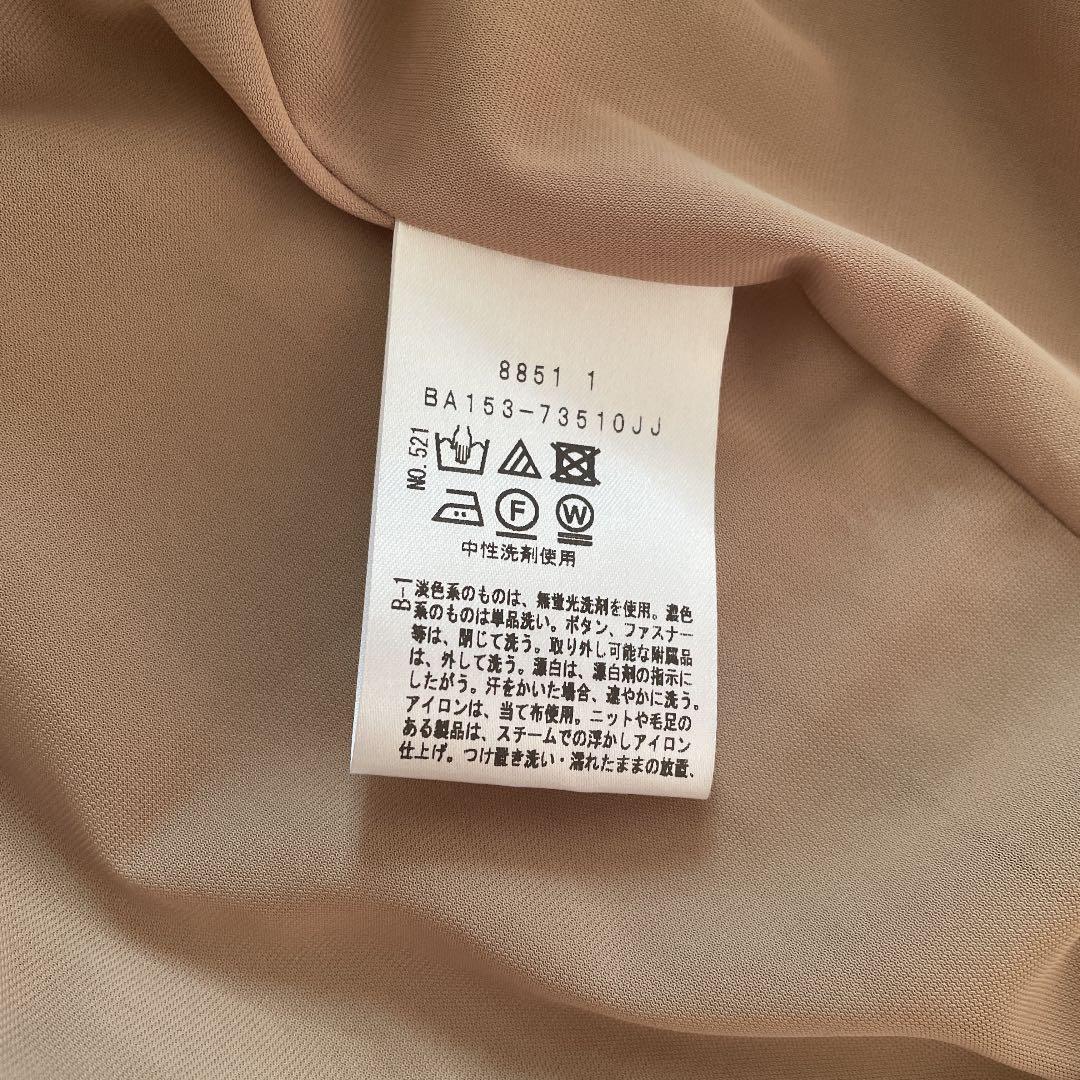 8851 1
BA153-73510JJ
NO.521
F W
中性洗剤使用
B-1
淡色系のものは、無蛍光洗剤を使用。濃色
系のものは単品洗い。ボタン、ファスナー
等は、閉じて洗う。取り外し可能な附属品
は、外して洗う。漂白は、漂白剤の指示に
したがう。汗をかいた場合、速やかに洗う。
アイロンは、当て布使用。ニットや毛足の
ある製品は、スチームでの浮かしアイロン
仕上げ。つけ置き洗い・濡れたままの放置、